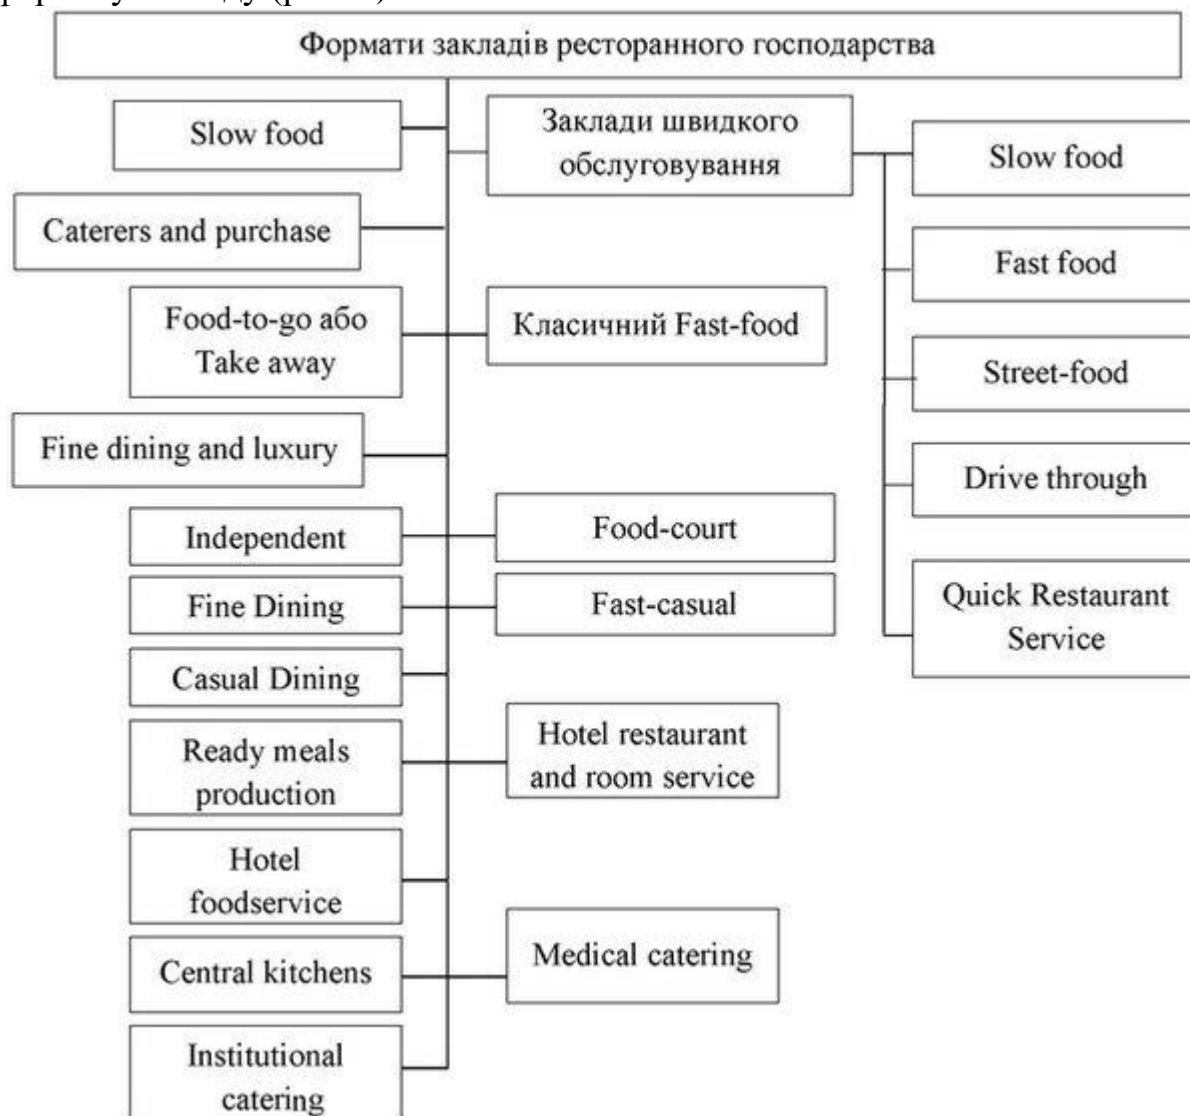 Формати закладів ресторанного господарства
Slow food
Caterers and purchase
Food-to-go або
Take away
Fine dining and luxury
Independent
Fine Dining
Casual Dining
Ready meals
production
Hotel
foodservice
Central kitchens
Institutional
catering
Заклади швидкого
обслуговування
Класичний Fast-food
Food-court
Fast-casual
Hotel restaurant
and room service
Medical catering
Slow food
Fast food
Street-food
Drive through
Quick Restaurant
Service